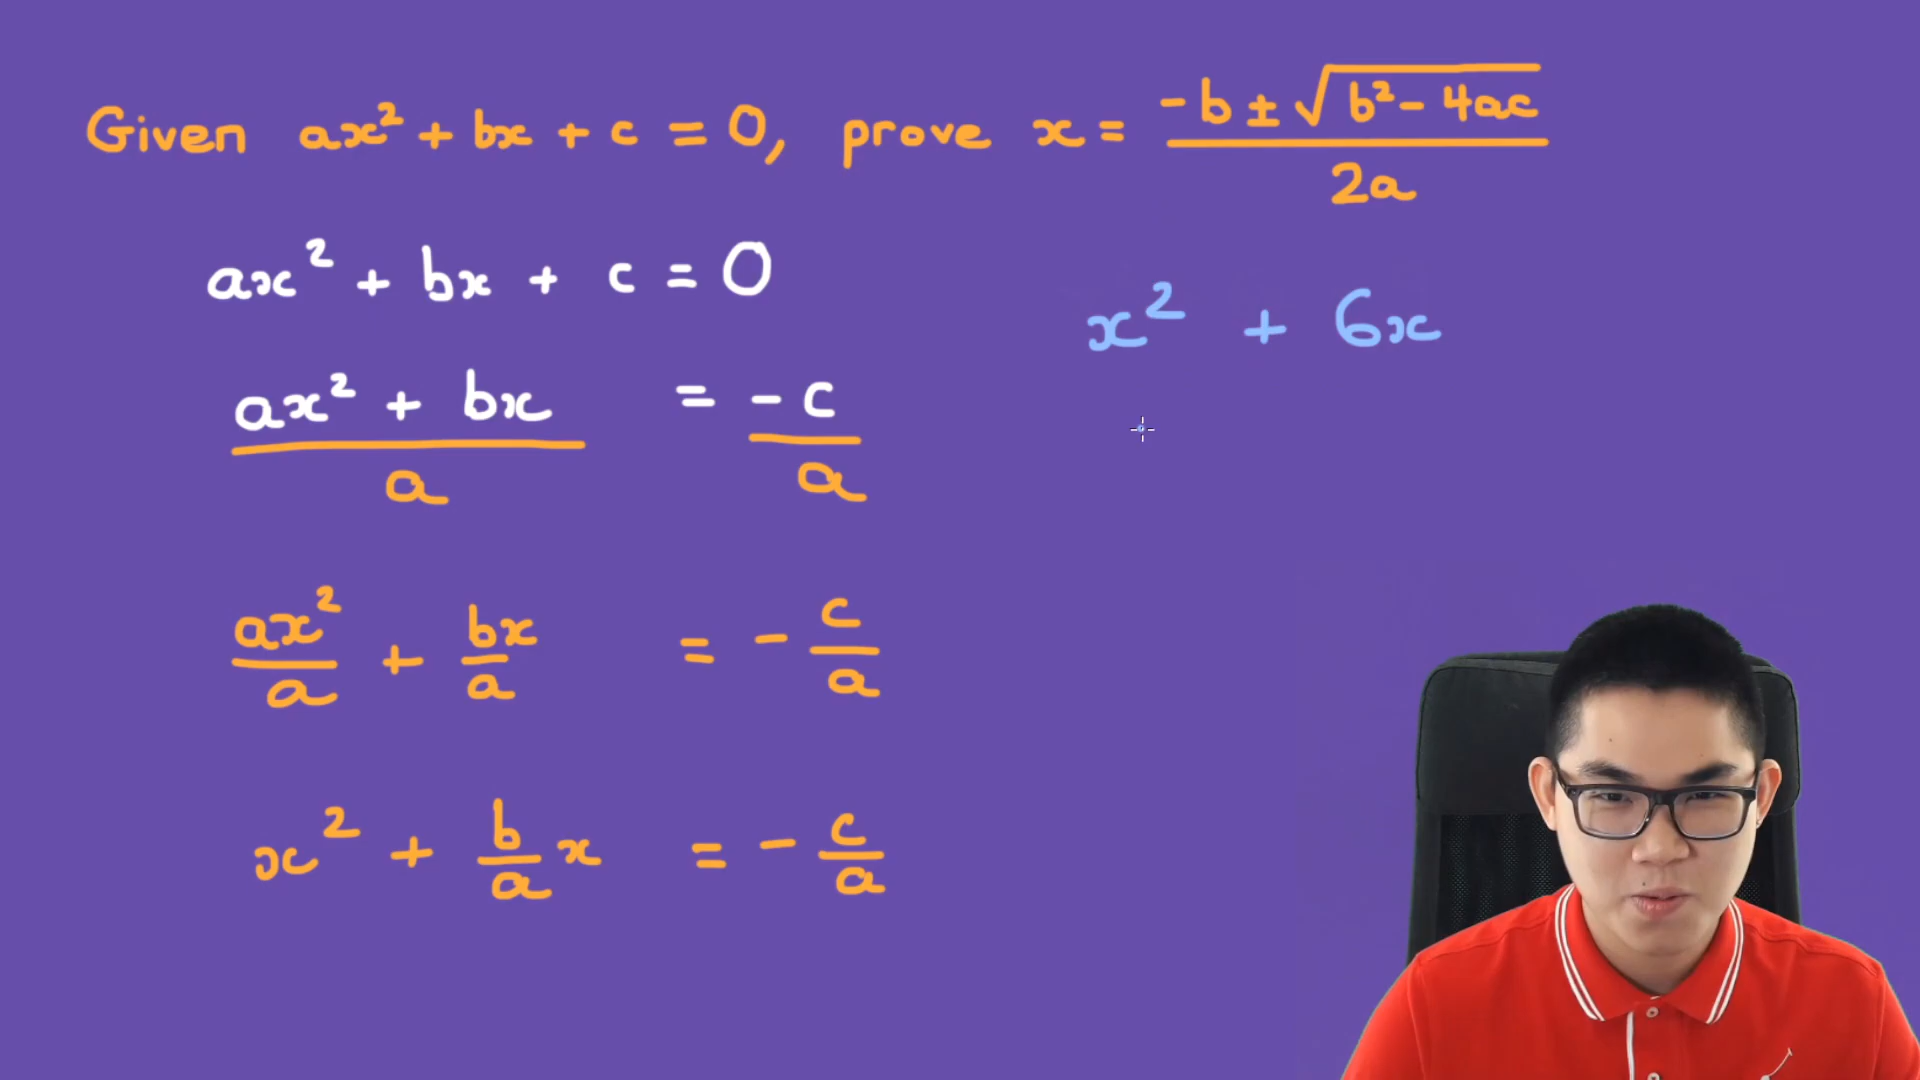 Given ax² + bx + c = 0, prove x = (-b ± √(b² - 4ac))/(2a)
ax² + bx + c = 0
(ax² + bx)/a = (-c)/a
ax²/a + bx/a = - c/a
x² + b/a x = - c/a
x² + 6x